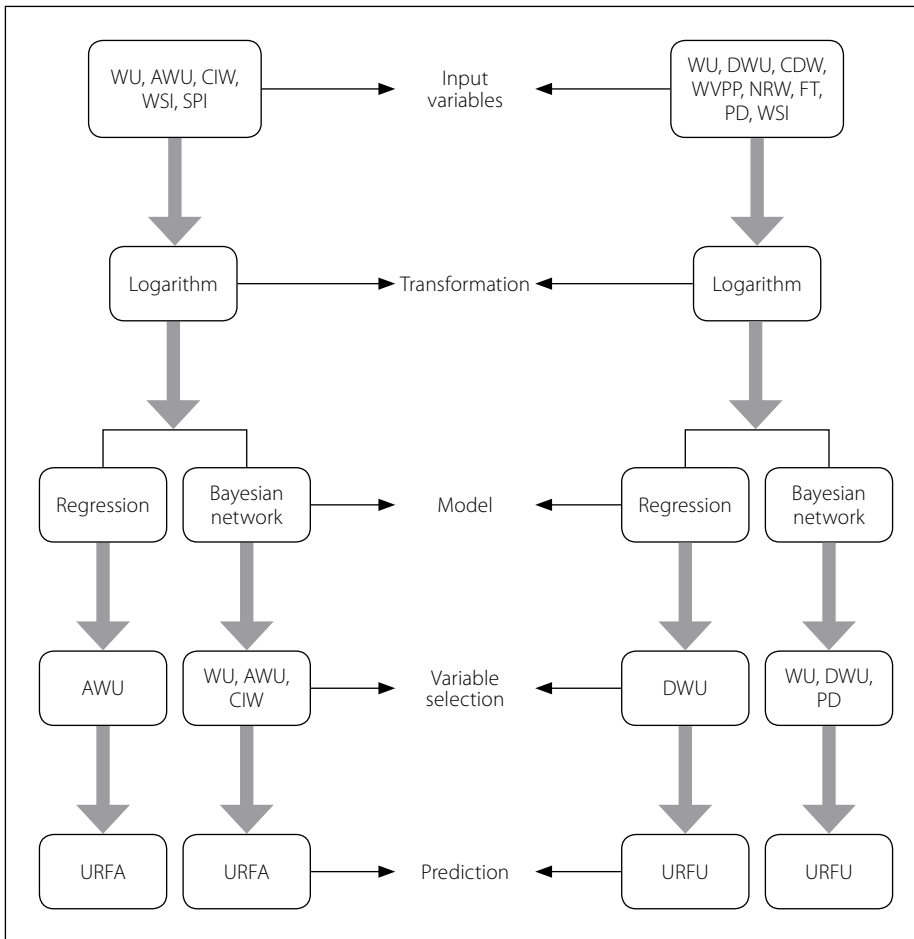 WU, AWU, CIW,
WSI, SPI
Input
variables
WU, DWU, CDW,
WVPP, NRW, FT,
PD, WSI
Logarithm
Transformation
Logarithm
Regression
Bayesian
network
Model
Regression
Bayesian
network
AWU
WU, AWU,
CIW
Variable
selection
DWU
WU, DWU,
PD
URFA
URFA
Prediction
URFU
URFU